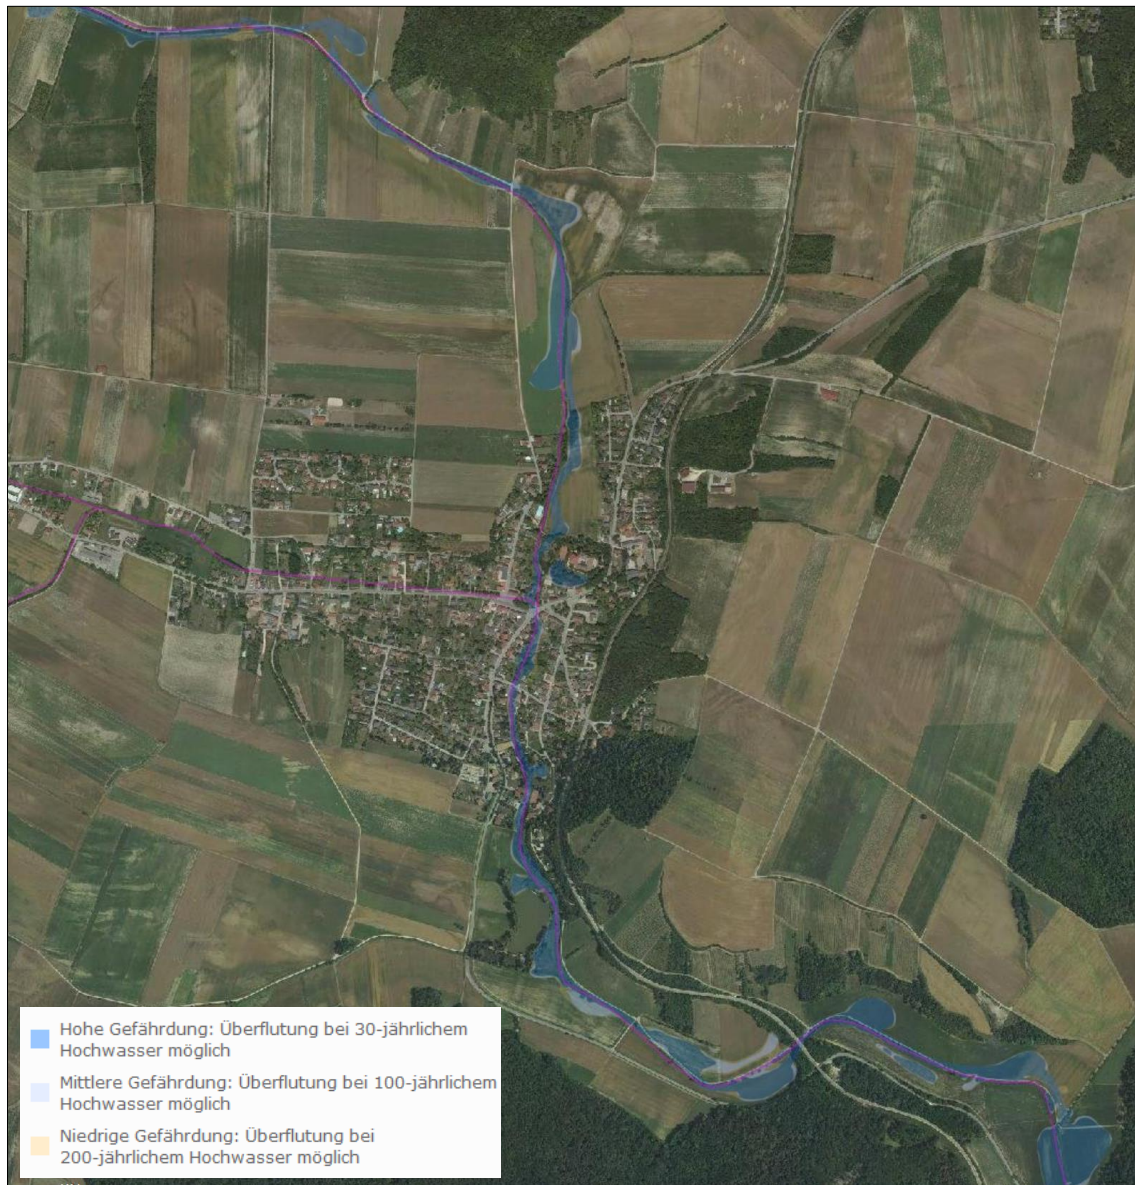 Hohe Gefährdung: Überflutung bei 30-jährlichem
Hochwasser möglich
Mittlere Gefährdung: Überflutung bei 100-jährlichem
Hochwasser möglich
Niedrige Gefährdung: Überflutung bei
200-jährlichem Hochwasser möglich